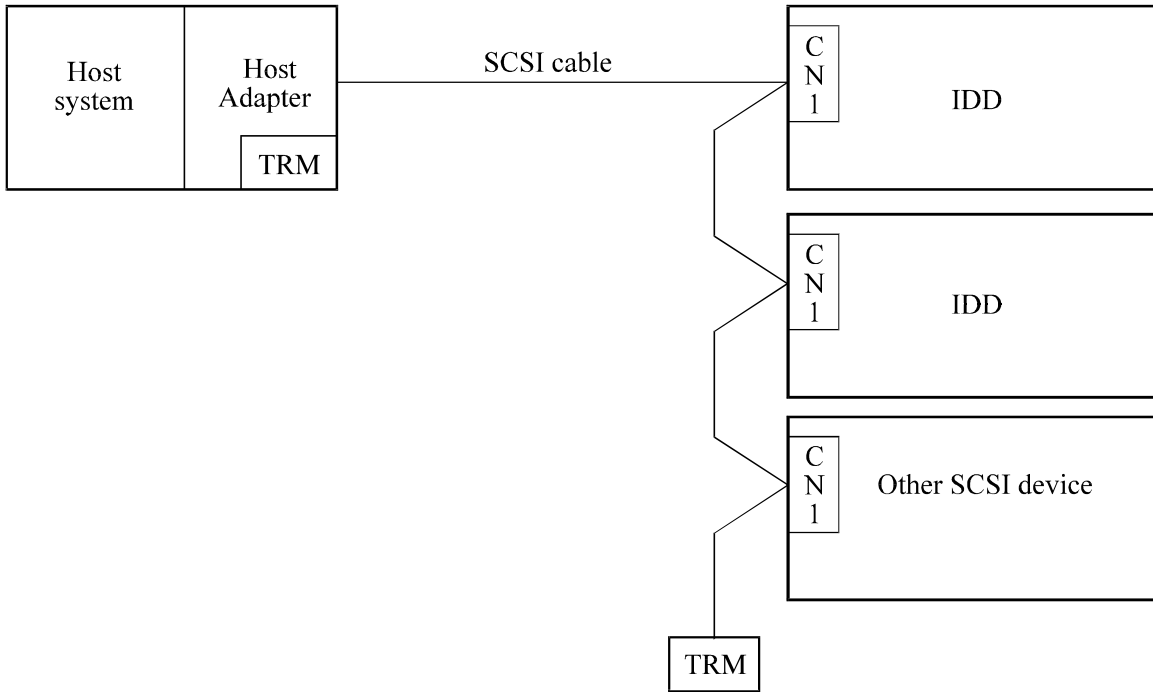 Host
system
Host
Adapter
TRM
SCSI cable
C
N
1
IDD
C
N
1
IDD
C
N
1
Other SCSI device
TRM